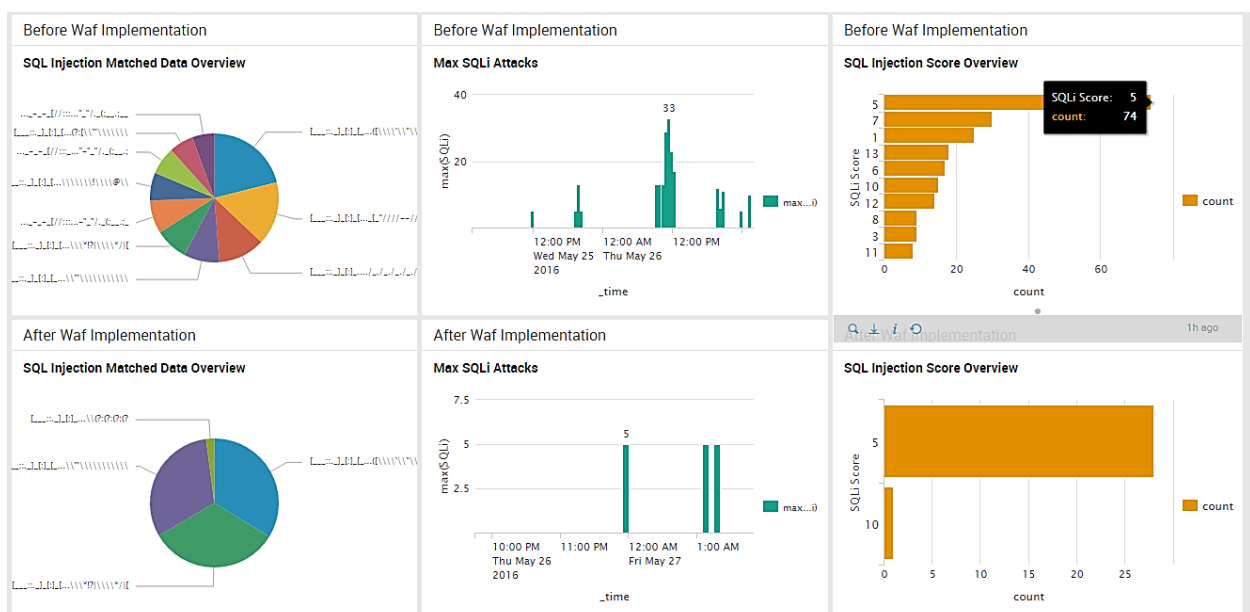 Before Waf Implementation
SQL Injection Matched Data Overview
Before Waf Implementation
Max SQLi Attacks
40
20
max(SQLi)
33
12:00 PM
Wed May 25
2016
12:00 AM
Thu May 26
12:00 PM
_time
max...i)
Before Waf Implementation
SQL Injection Score Overview
SQLi Score: 5
count: 74
SQLi Score
5
7
1
13
6
10
12
8
3
11
0
20
40
60
count
count
1h ago
After Waf Implementation
SQL Injection Matched Data Overview
After Waf Implementation
Max SQLi Attacks
7.5
5
2.5
max(SQLi)
5
10:00 PM
Thu May 26
2016
11:00 PM
12:00 AM
Fri May 27
1:00 AM
_time
max...i)
After Waf Implementation
SQL Injection Score Overview
SQLi Score
5
10
0
5
10
15
20
25
count
count